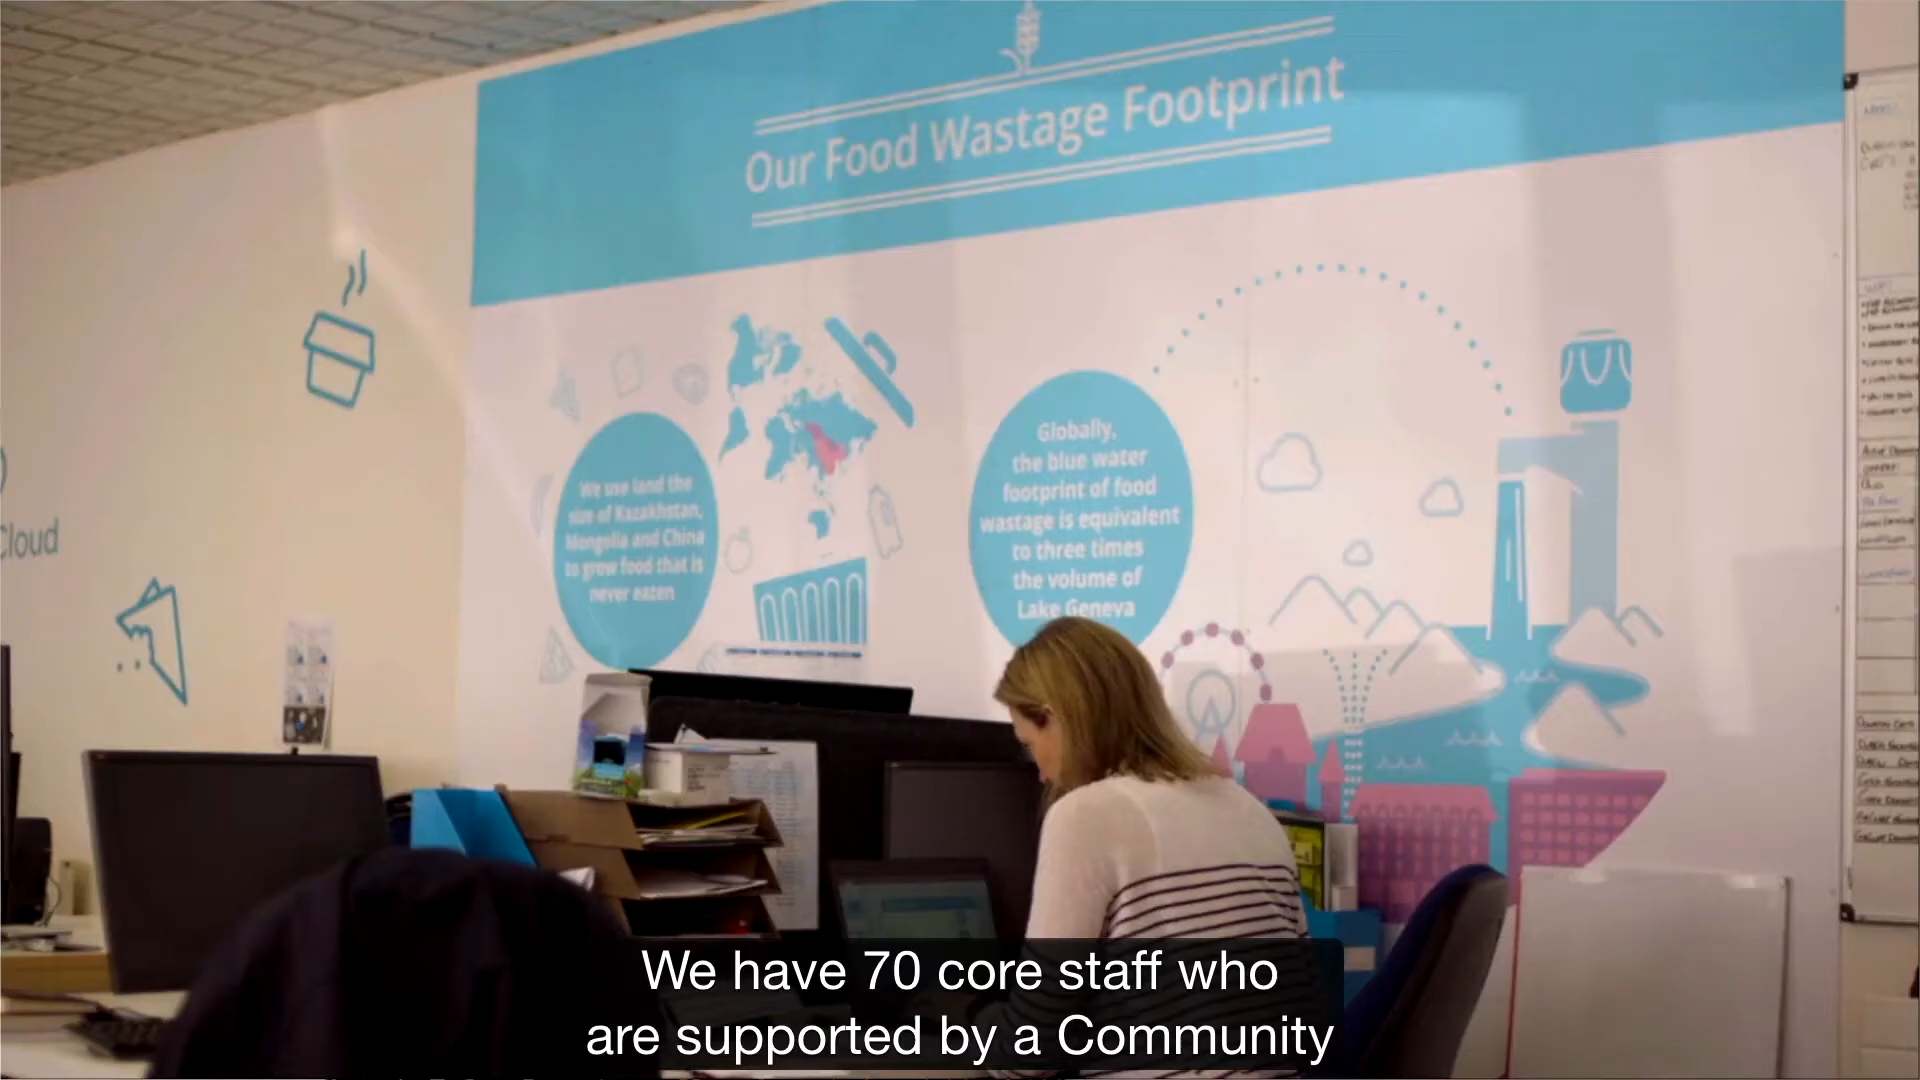 Our Food Wastage Footprint
Cloud
We use land the
size of Kazakhstan,
Mongolia and China
to grow food that is
never eaten
Globally,
the blue water
footprint of food
wastage is equivalent
to three times
the volume of
Lake Geneva
We have 70 core staff who
are supported by a Community